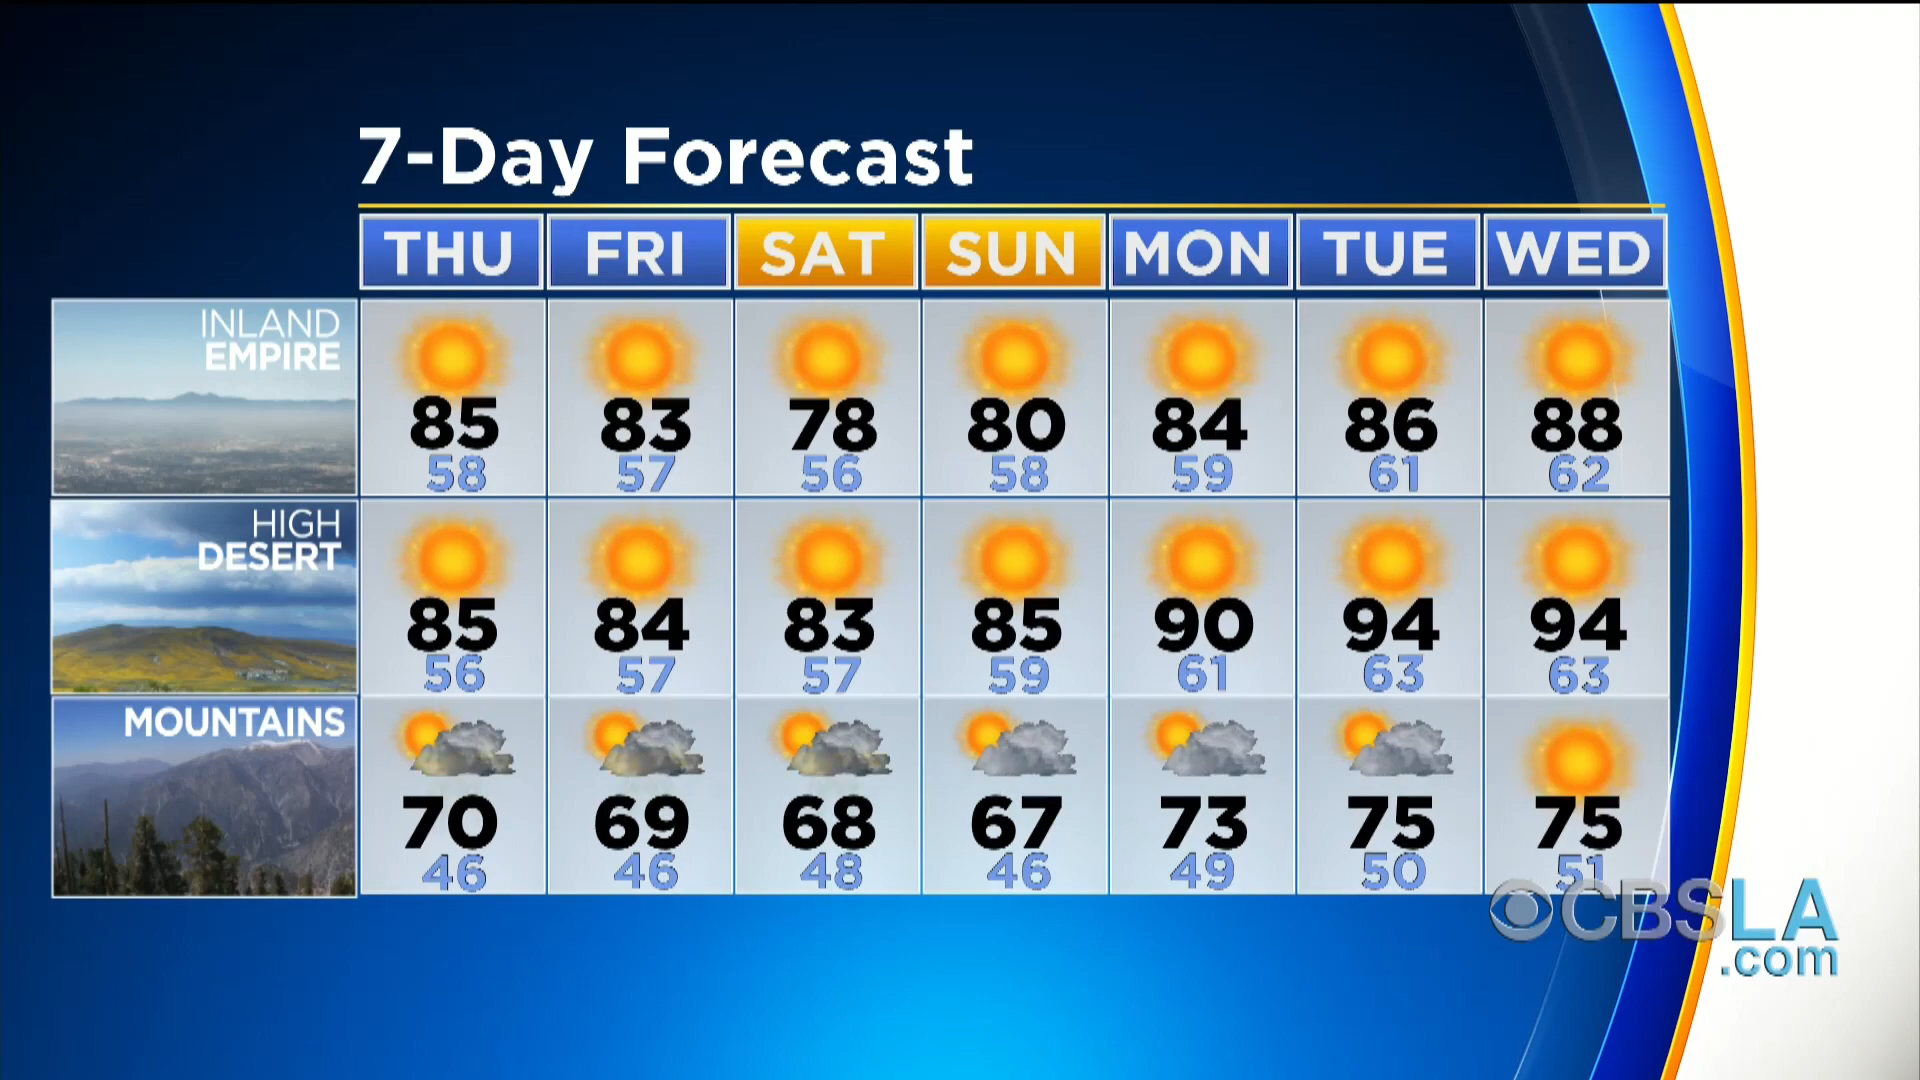 7-Day Forecast
THU FRI SAT SUN MON TUE WED
INLAND
EMPIRE
85 83 78 80 84 86 88
58 57 56 58 59 61 62
HIGH
DESERT
85 84 83 85 90 94 94
56 57 57 59 61 63 63
MOUNTAINS
70 69 68 67 73 75 75
46 46 48 46 49 50 51
CBSLA
.com